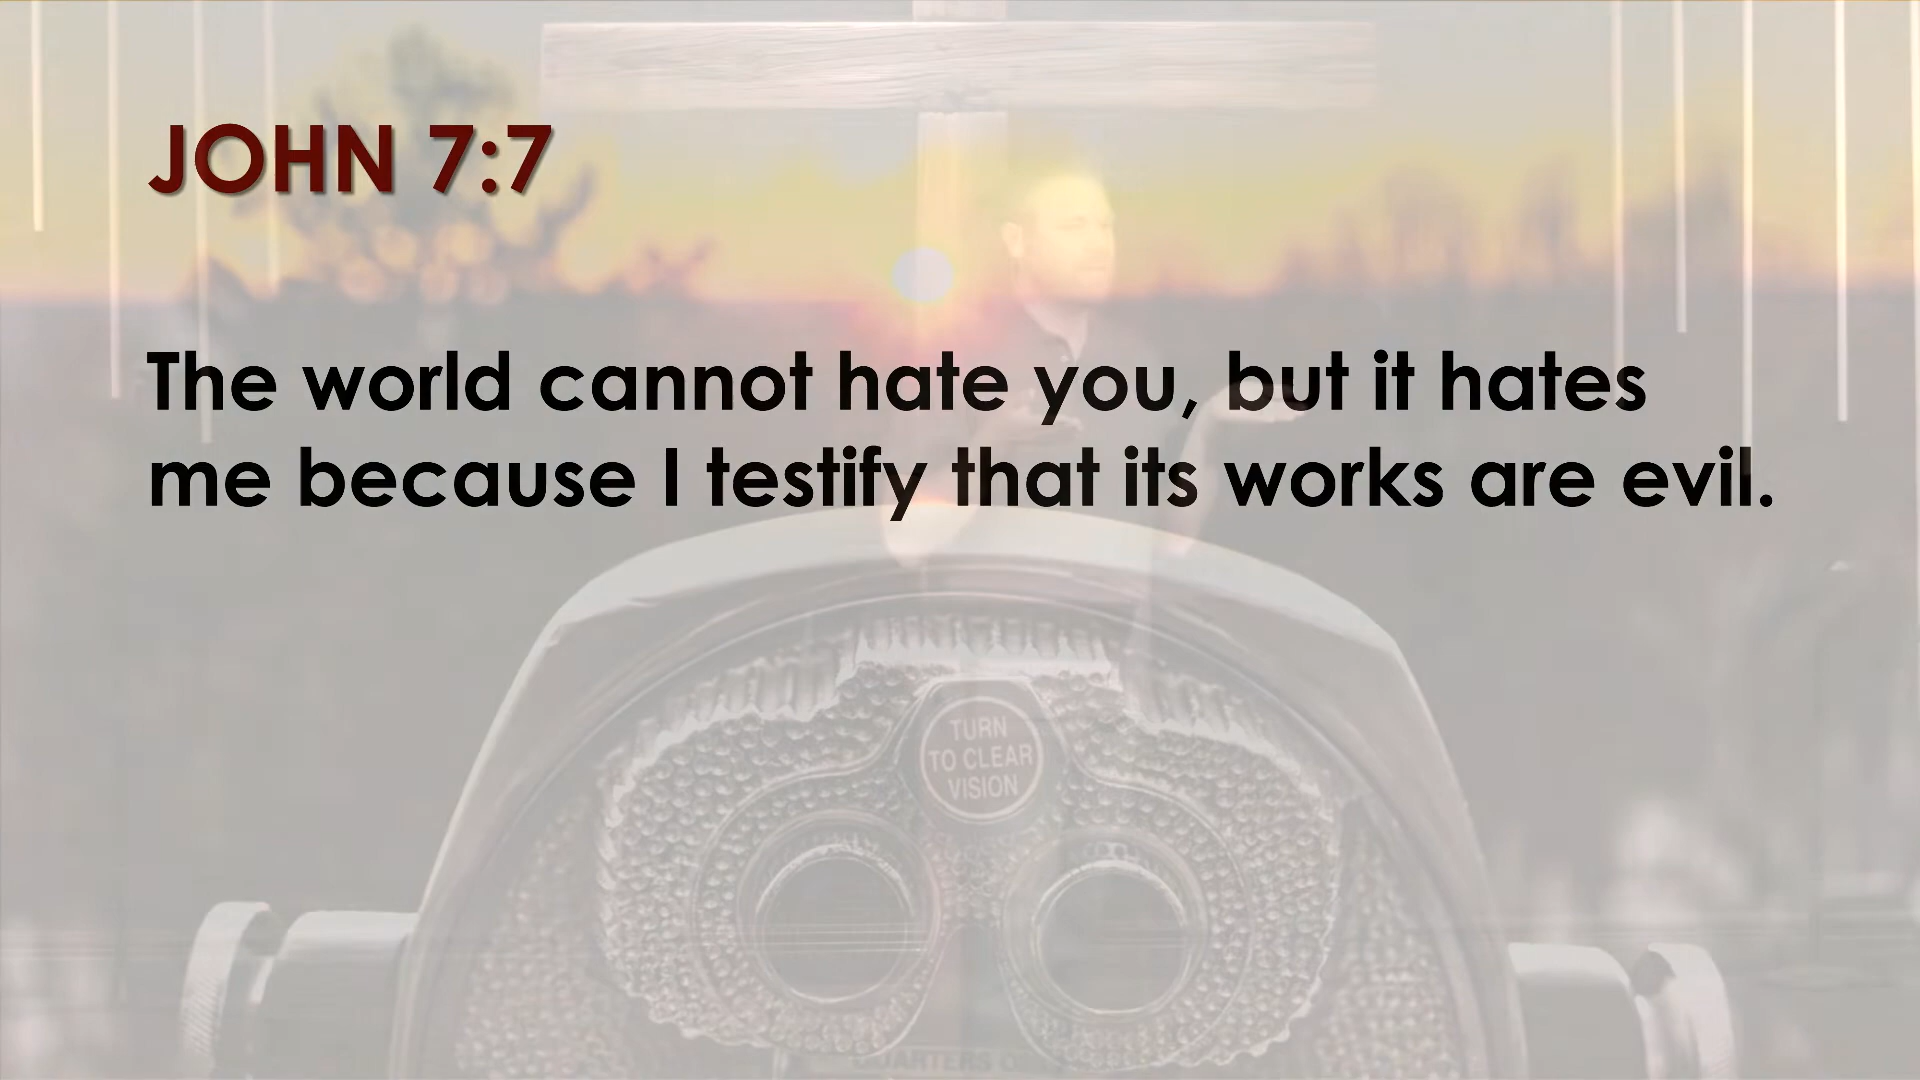 JOHN 7:7
The world cannot hate you, but it hates
me because I testify that its works are evil.
TURN
TO CLEAR
VISION